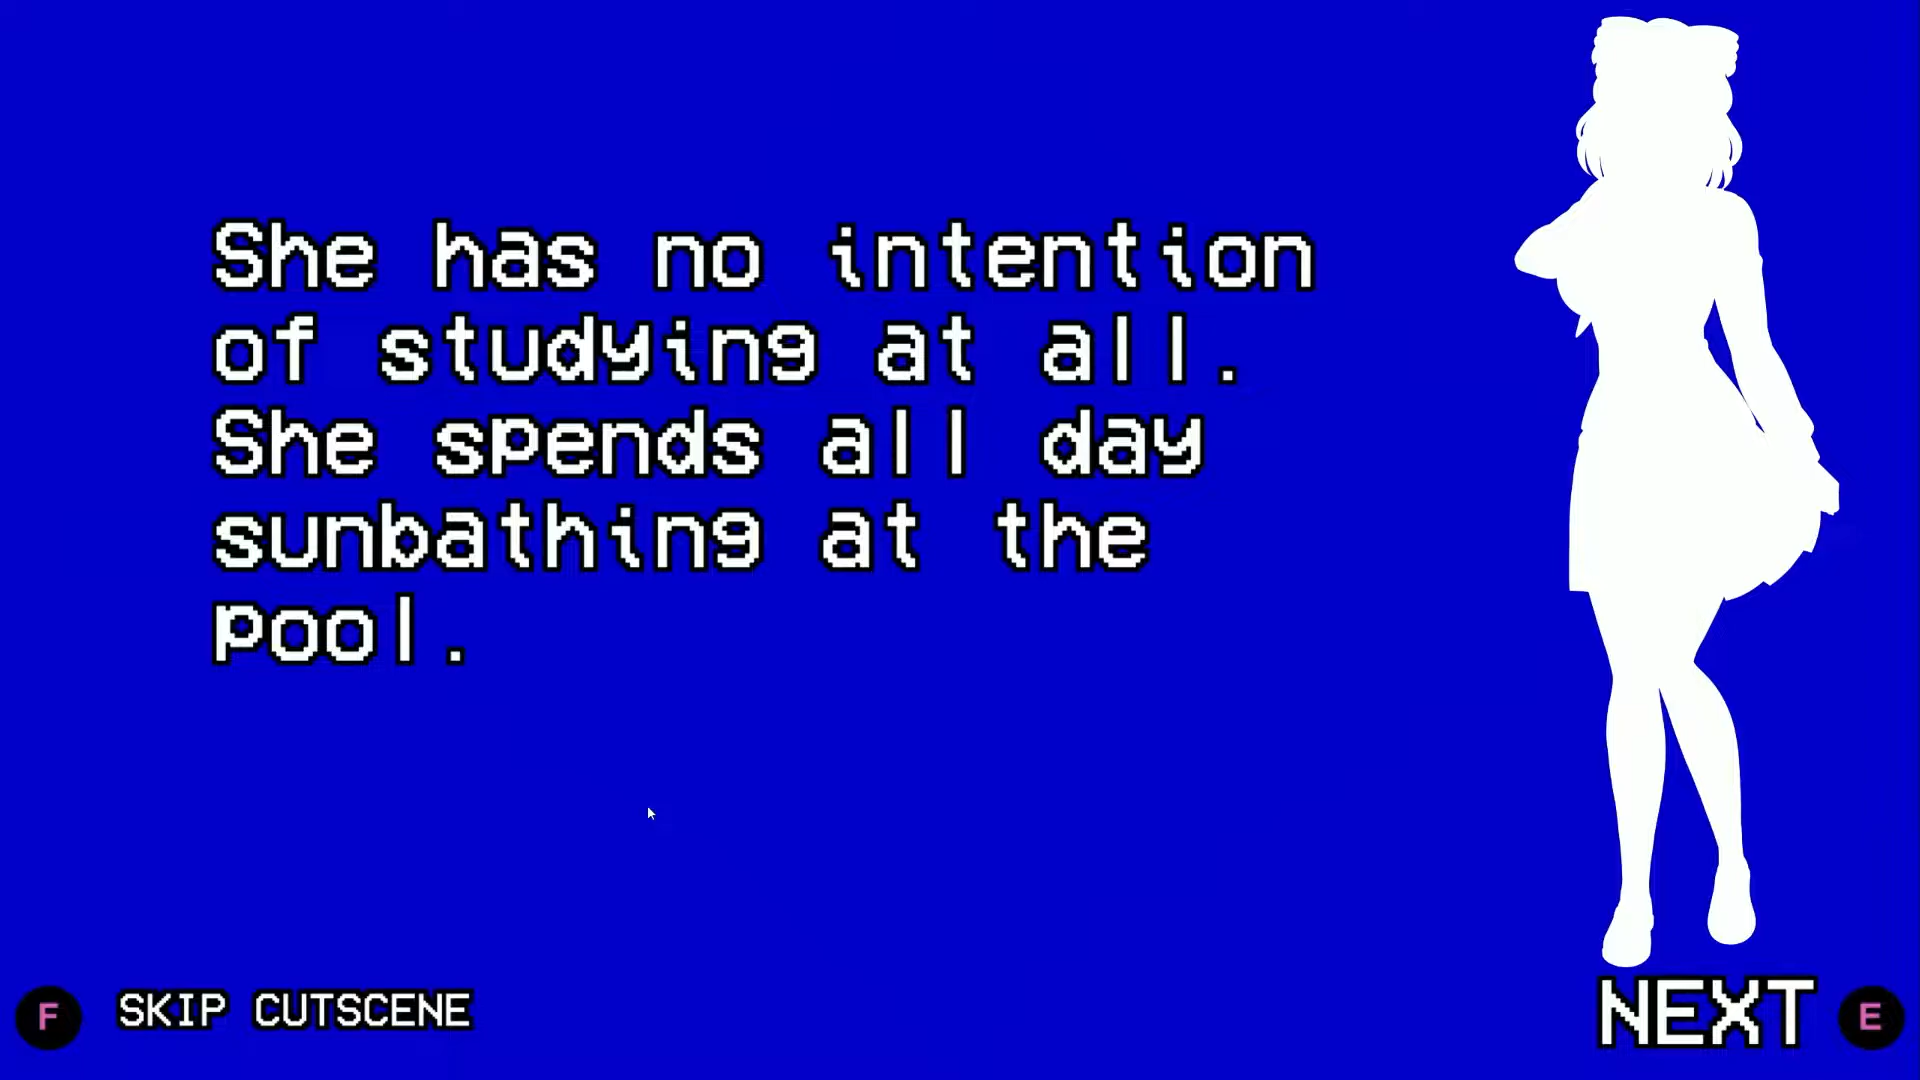 She has no intention
of studying at all.
She spends all day
sunbathing at the
pool.
F SKIP CUTSCENE
NEXT E